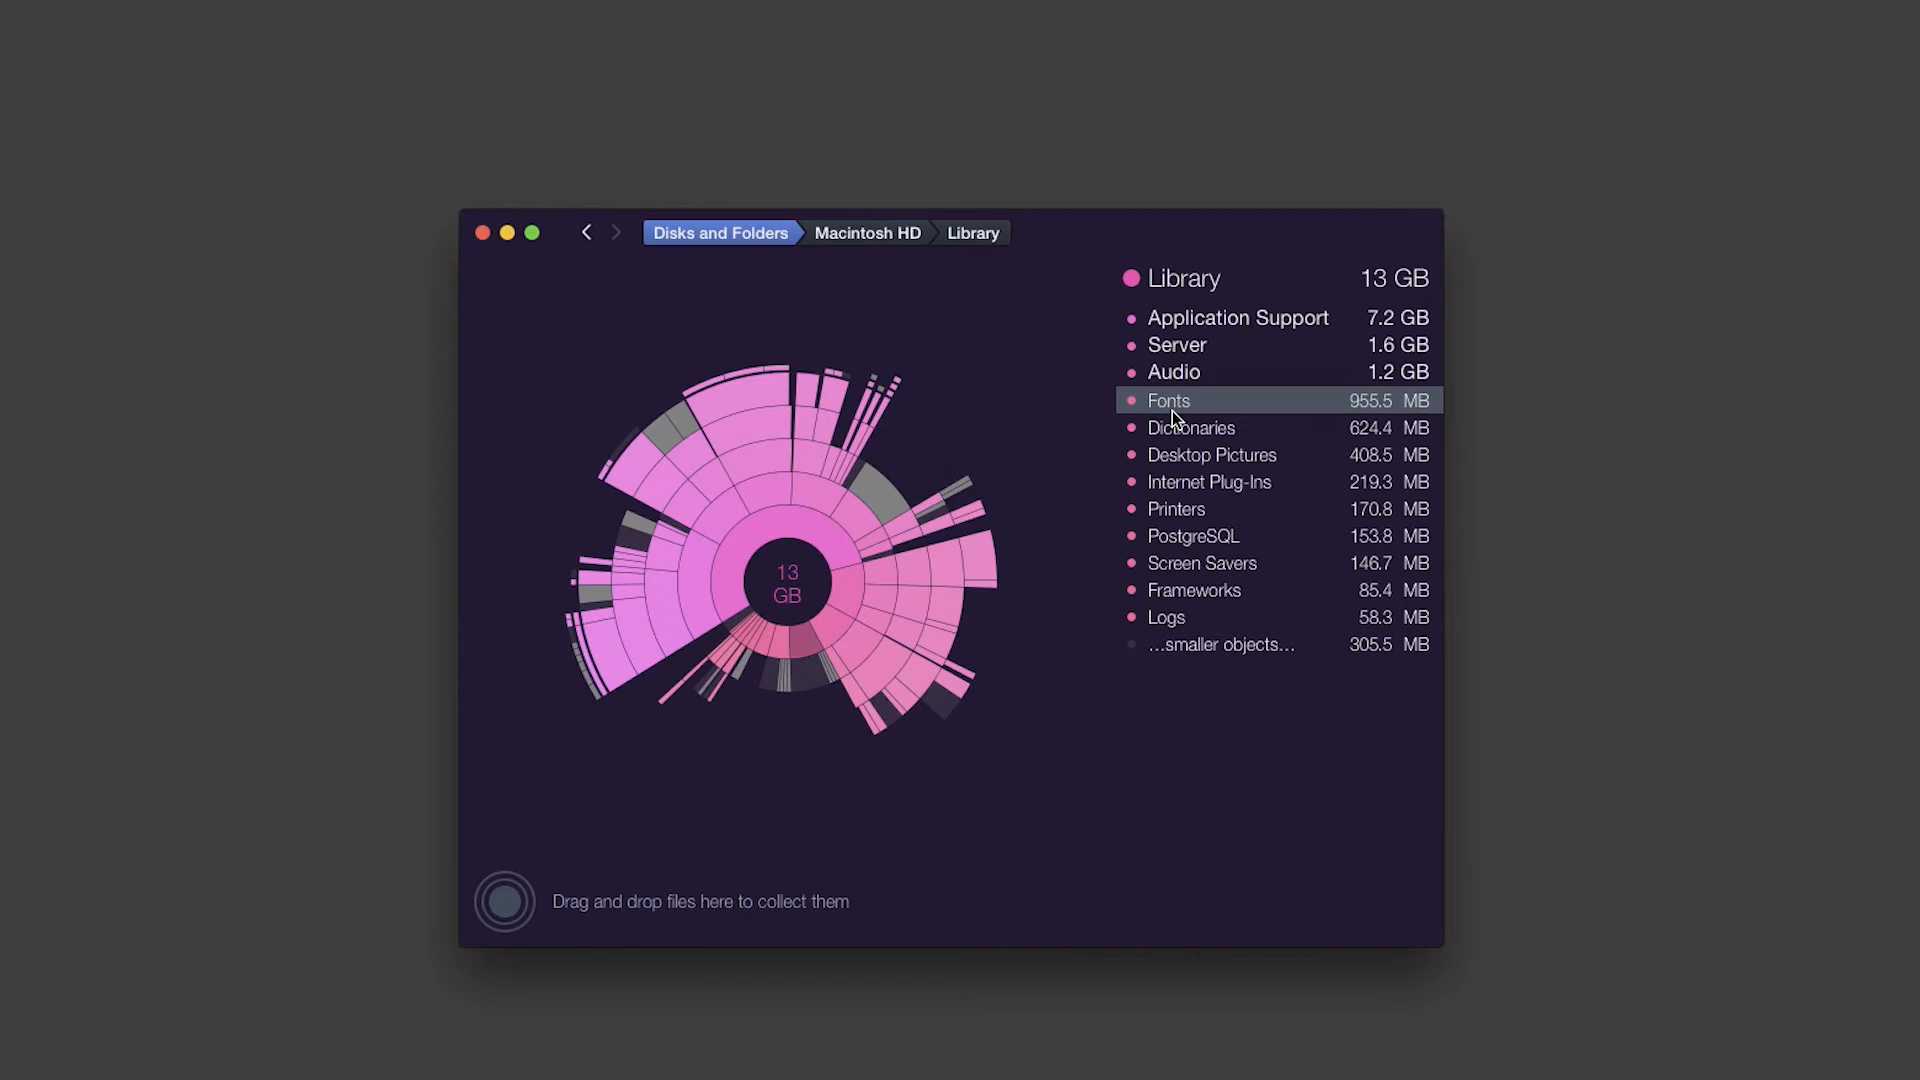 Disks and Folders Macintosh HD Library
Library 13 GB
Application Support 7.2 GB
Server 1.6 GB
Audio 1.2 GB
Fonts 955.5 MB
Dictionaries 624.4 MB
Desktop Pictures 408.5 MB
Internet Plug-Ins 219.3 MB
Printers 170.8 MB
PostgreSQL 153.8 MB
Screen Savers 146.7 MB
Frameworks 85.4 MB
Logs 58.3 MB
...smaller objects... 305.5 MB
13
GB
Drag and drop files here to collect them